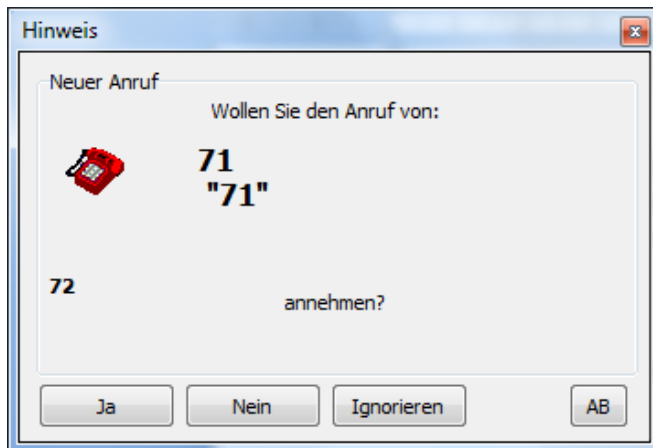 Hinweis
Neuer Anruf
Wollen Sie den Anruf von:
71
"71"
72
annehmen?
Ja Nein Ignorieren AB